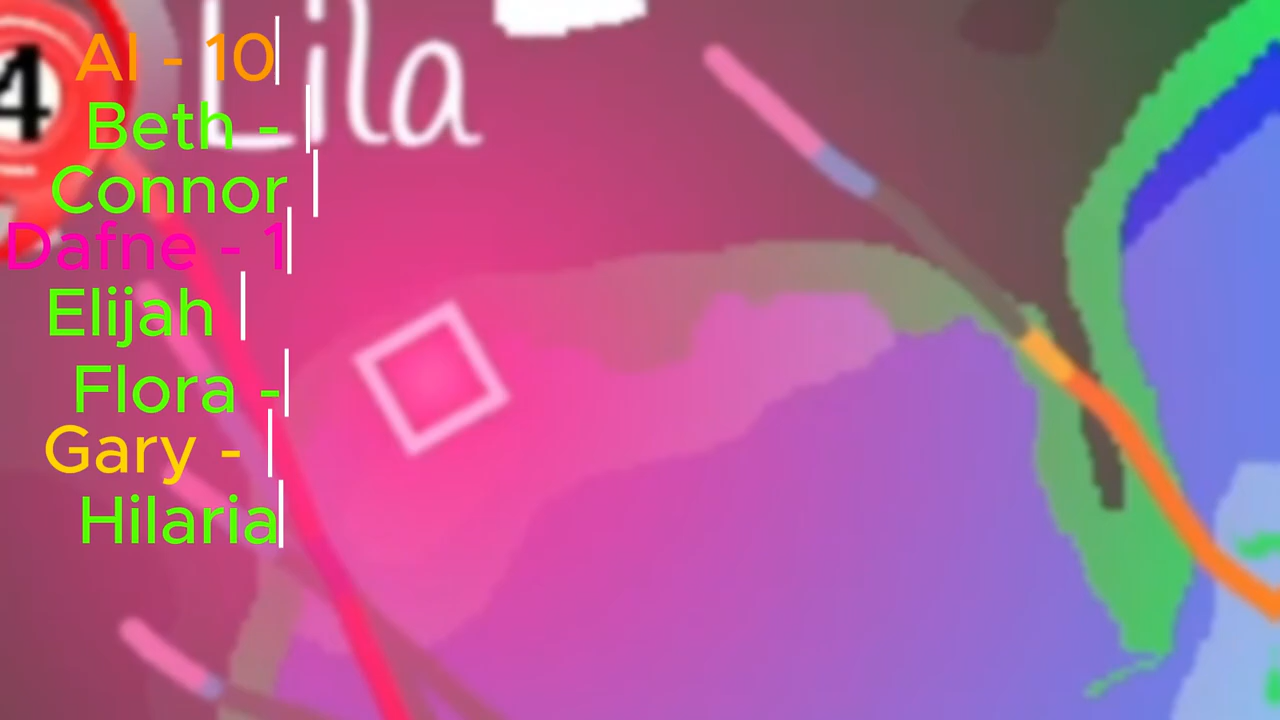 4
Lila
Al - 10
Beth -
Connor
Dafne - 1
Elijah
Flora -
Gary -
Hilaria